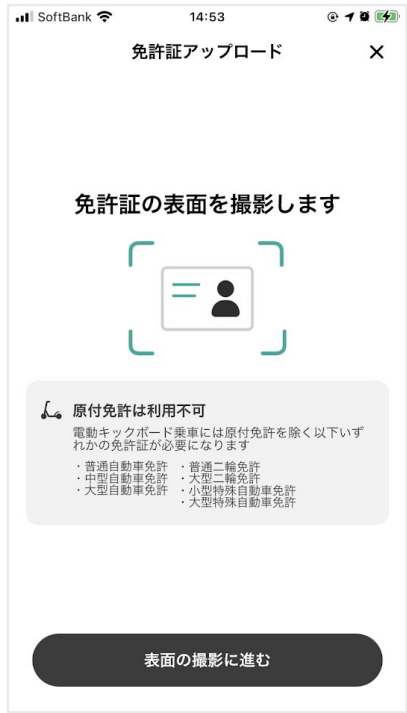 SoftBank 14:53
免許証アップロード
免許証の表面を撮影します
原付免許は利用不可
電動キックボード乗車には原付免許を除く以下いず
れかの免許証が必要になります
・普通自動車免許 ・普通二輪免許
・中型自動車免許 ・大型二輪免許
・大型自動車免許 ・小型特殊自動車免許
・大型特殊自動車免許
表面の撮影に進む